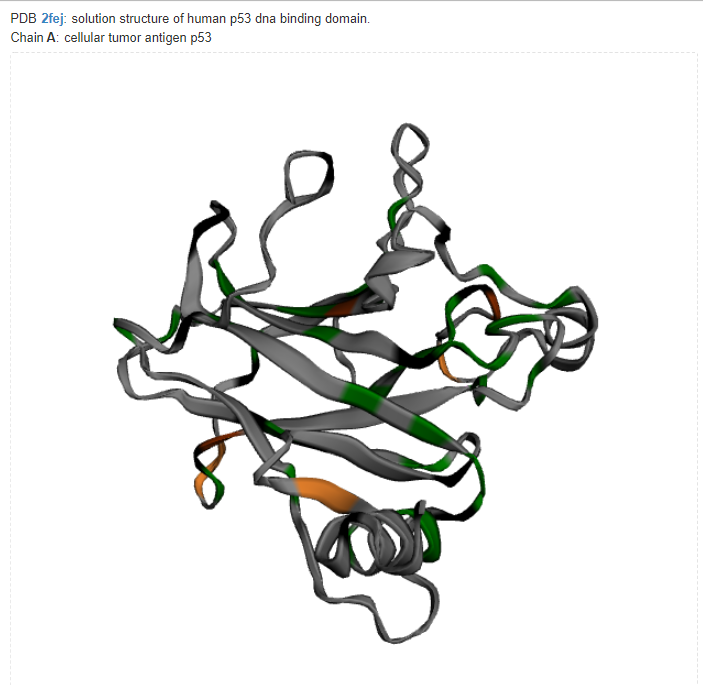 PDB 2fej: solution structure of human p53 dna binding domain.
Chain A: cellular tumor antigen p53